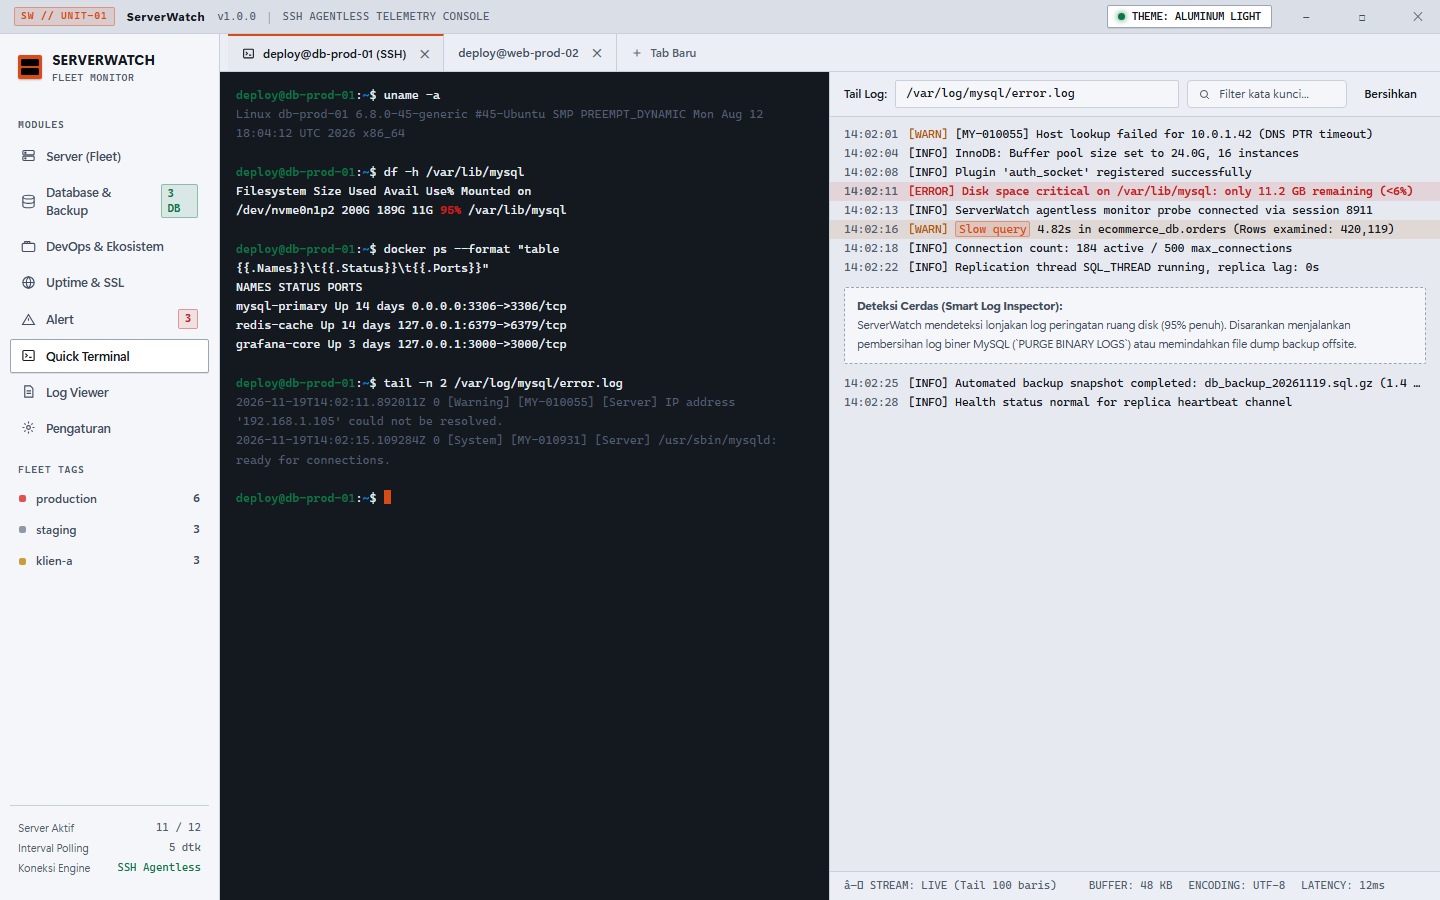 SW // UNIT-01 ServerWatch v1.0.0 | SSH AGENTLESS TELEMETRY CONSOLE
THEME: ALUMINUM LIGHT
SERVERWATCH
FLEET MONITOR
MODULES
Server (Fleet)
Database & Backup
3 DB
DevOps & Ekosistem
Uptime & SSL
Alert 3
Quick Terminal
Log Viewer
Pengaturan
FLEET TAGS
production 6
staging 3
klien-a 3
Server Aktif 11 / 12
Interval Polling 5 dtk
Koneksi Engine SSH Agentless
deploy@db-prod-01 (SSH)
deploy@web-prod-02
+ Tab Baru
deploy@db-prod-01:~$ uname -a
Linux db-prod-01 6.8.0-45-generic #45-Ubuntu SMP PREEMPT_DYNAMIC Mon Aug 12
18:04:12 UTC 2026 x86_64
deploy@db-prod-01:~$ df -h /var/lib/mysql
Filesystem Size Used Avail Use% Mounted on
/dev/nvme0n1p2 200G 189G 11G 95% /var/lib/mysql
deploy@db-prod-01:~$ docker ps --format "table
{{.Names}}\t{{.Status}}\t{{.Ports}}"
NAMES STATUS PORTS
mysql-primary Up 14 days 0.0.0.0:3306->3306/tcp
redis-cache Up 14 days 127.0.0.1:6379->6379/tcp
grafana-core Up 3 days 127.0.0.1:3000->3000/tcp
deploy@db-prod-01:~$ tail -n 2 /var/log/mysql/error.log
2026-11-19T14:02:11.892011Z 0 [Warning] [MY-010055] [Server] IP address
'192.168.1.105' could not be resolved.
2026-11-19T14:02:15.109284Z 0 [System] [MY-010931] [Server] /usr/sbin/mysqld:
ready for connections.
deploy@db-prod-01:~$
Tail Log: /var/log/mysql/error.log
Filter kata kunci...
Bersihkan
14:02:01 [WARN] [MY-010055] Host lookup failed for 10.0.1.42 (DNS PTR timeout)
14:02:04 [INFO] InnoDB: Buffer pool size set to 24.0G, 16 instances
14:02:08 [INFO] Plugin 'auth_socket' registered successfully
14:02:11 [ERROR] Disk space critical on /var/lib/mysql: only 11.2 GB remaining (<6%)
14:02:13 [INFO] ServerWatch agentless monitor probe connected via session 8911
14:02:16 [WARN] Slow query 4.82s in ecommerce_db.orders (Rows examined: 420,119)
14:02:18 [INFO] Connection count: 184 active / 500 max_connections
14:02:22 [INFO] Replication thread SQL_THREAD running, replica lag: 0s
Deteksi Cerdas (Smart Log Inspector):
ServerWatch mendeteksi lonjakan log peringatan ruang disk (95% penuh). Disarankan menjalankan
pembersihan log biner MySQL (`PURGE BINARY LOGS`) atau memindahkan file dump backup offsite.
14:02:25 [INFO] Automated backup snapshot completed: db_backup_20261119.sql.gz (1.4 …
14:02:28 [INFO] Health status normal for replica heartbeat channel
â—□ STREAM: LIVE (Tail 100 baris) BUFFER: 48 KB ENCODING: UTF-8 LATENCY: 12ms